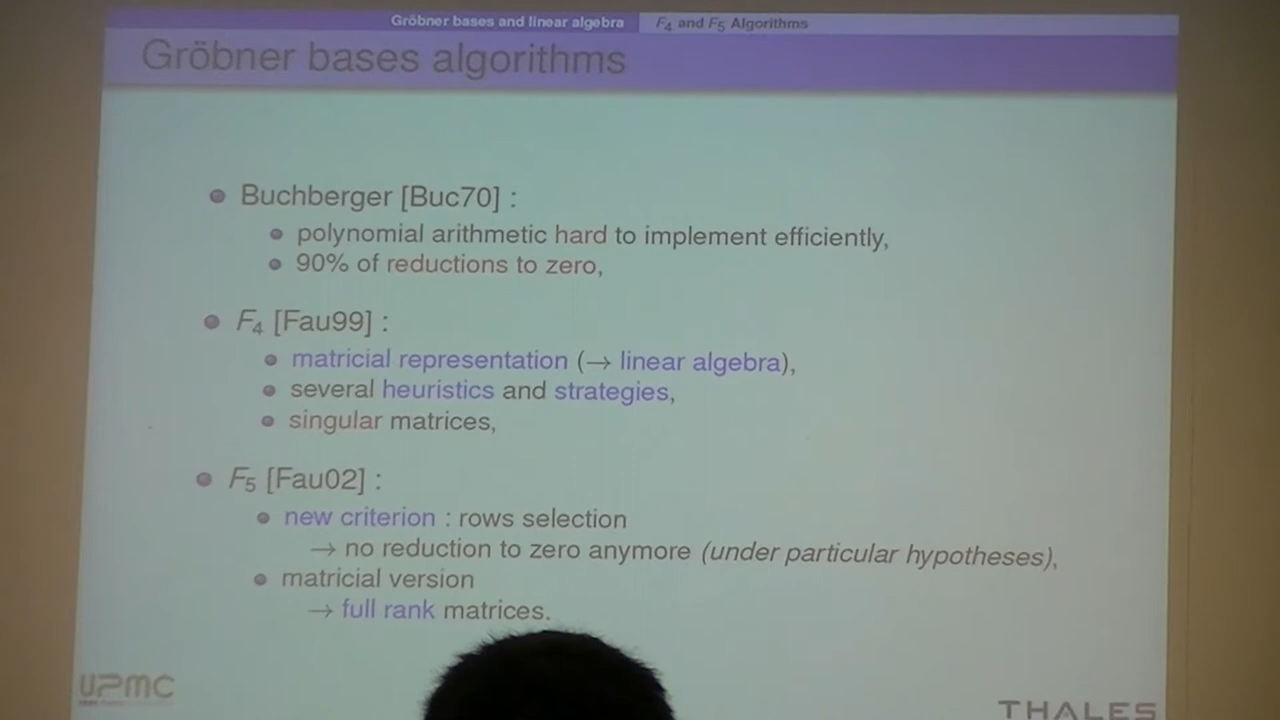 Gröbner bases and linear algebra F4 and F5 Algorithms
Gröbner bases algorithms
Buchberger [Buc70] :
polynomial arithmetic hard to implement efficiently,
90% of reductions to zero,
F4 [Fau99] :
matricial representation (→ linear algebra),
several heuristics and strategies,
singular matrices,
F5 [Fau02] :
new criterion : rows selection
→ no reduction to zero anymore (under particular hypotheses),
matricial version
→ full rank matrices.
UPMC
THALES